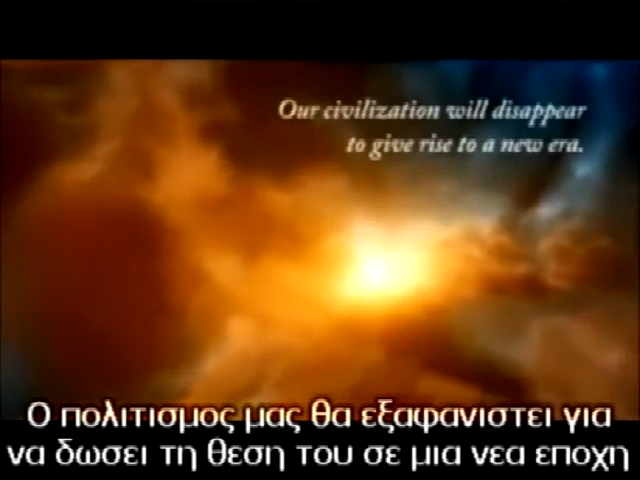 Our civilization will disappear
to give rise to a new era.
Ο πολιτισμος μας θα εξαφανιστει για
να δωσει τη θεση του σε μια νεα εποχη